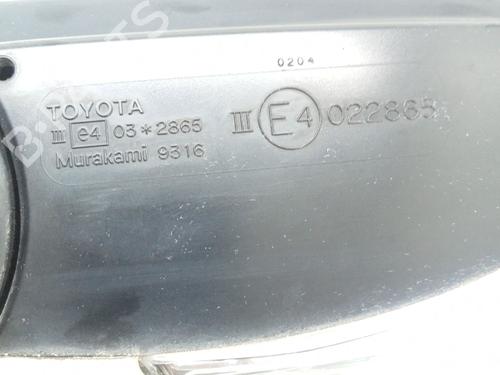 0204
TOYOTA
III e4 03*2865
Murakami 9316
III E4 022865